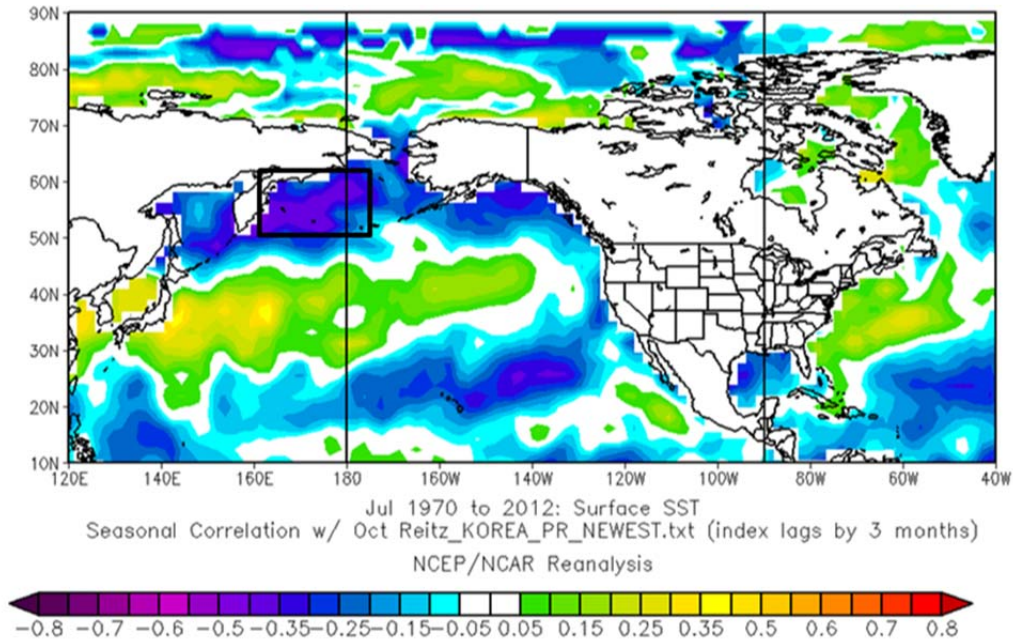 90N
80N
70N
60N
50N
40N
30N
20N
10N
120E 140E 160E 180 160W 140W 120W 100W 80W 60W 40W
Jul 1970 to 2012: Surface SST
Seasonal Correlation w/ Oct Reitz_KOREA_PR_NEWEST.txt (index lags by 3 months)
NCEP/NCAR Reanalysis
-0.8 -0.7 -0.6 -0.5 -0.35 -0.25 -0.15 -0.05 0.05 0.15 0.25 0.35 0.5 0.6 0.7 0.8